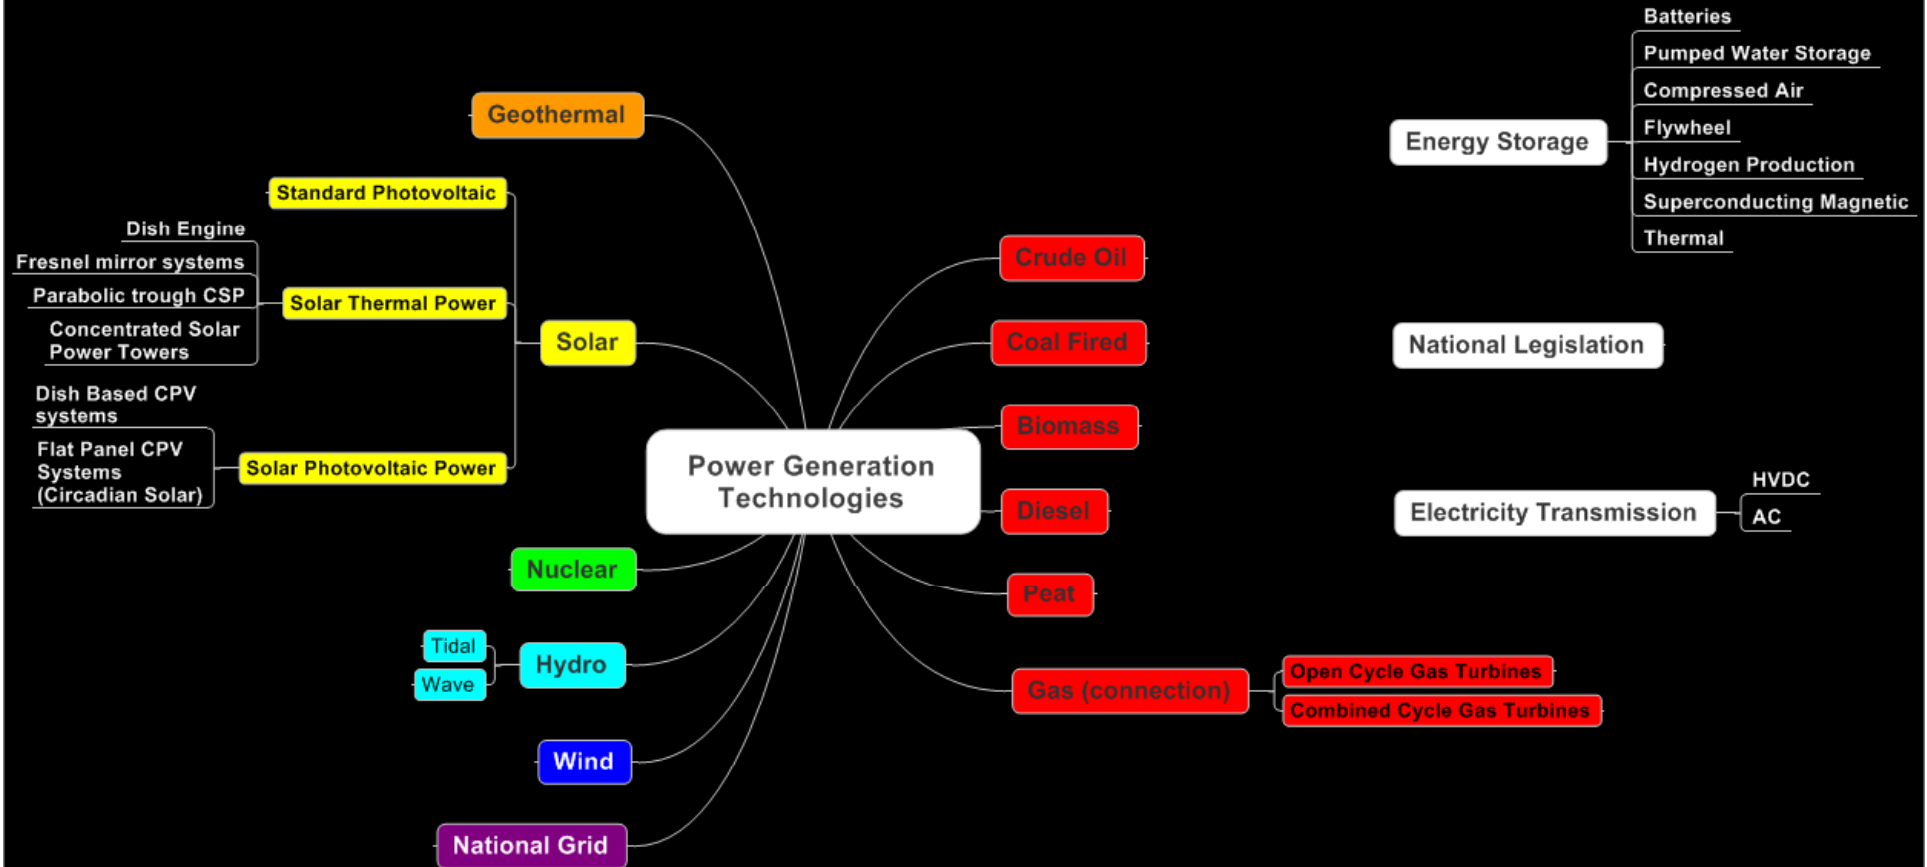 Geothermal
Standard Photovoltaic
Dish Engine
Fresnel mirror systems
Parabolic trough CSP
Concentrated Solar
Power Towers
Solar Thermal Power
Solar
Dish Based CPV
systems
Flat Panel CPV
Systems
(Circadian Solar)
Solar Photovoltaic Power
Power Generation
Technologies
Nuclear
Tidal
Wave
Hydro
Wind
National Grid
Crude Oil
Coal Fired
Biomass
Diesel
Peat
Gas (connection)
Open Cycle Gas Turbines
Combined Cycle Gas Turbines
Energy Storage
Batteries
Pumped Water Storage
Compressed Air
Flywheel
Hydrogen Production
Superconducting Magnetic
Thermal
National Legislation
Electricity Transmission
HVDC
AC